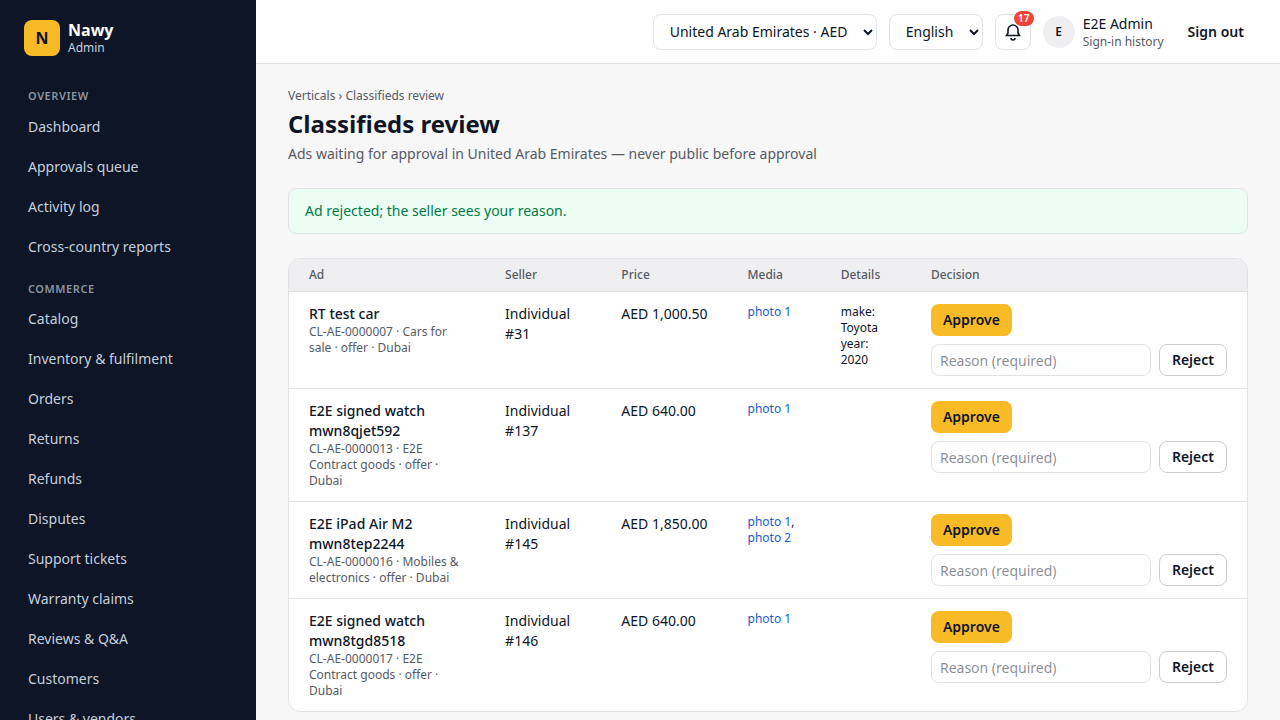 N
Nawy
Admin
OVERVIEW
Dashboard
Approvals queue
Activity log
Cross-country reports
COMMERCE
Catalog
Inventory & fulfilment
Orders
Returns
Refunds
Disputes
Support tickets
Warranty claims
Reviews & Q&A
Customers
Users & vendors
United Arab Emirates · AED
English
17
E
E2E Admin
Sign-in history
Sign out
Verticals › Classifieds review
Classifieds review
Ads waiting for approval in United Arab Emirates — never public before approval
Ad rejected; the seller sees your reason.
Ad Seller Price Media Details Decision
RT test car
CL-AE-0000007 · Cars for
sale · offer · Dubai
Individual
#31
AED 1,000.50
photo 1
make:
Toyota
year:
2020
Approve
Reason (required) Reject
E2E signed watch
mwn8qjet592
CL-AE-0000013 · E2E
Contract goods · offer ·
Dubai
Individual
#137
AED 640.00
photo 1
Approve
Reason (required) Reject
E2E iPad Air M2
mwn8tep2244
CL-AE-0000016 · Mobiles &
electronics · offer · Dubai
Individual
#145
AED 1,850.00
photo 1,
photo 2
Approve
Reason (required) Reject
E2E signed watch
mwn8tgd8518
CL-AE-0000017 · E2E
Contract goods · offer ·
Dubai
Individual
#146
AED 640.00
photo 1
Approve
Reason (required) Reject